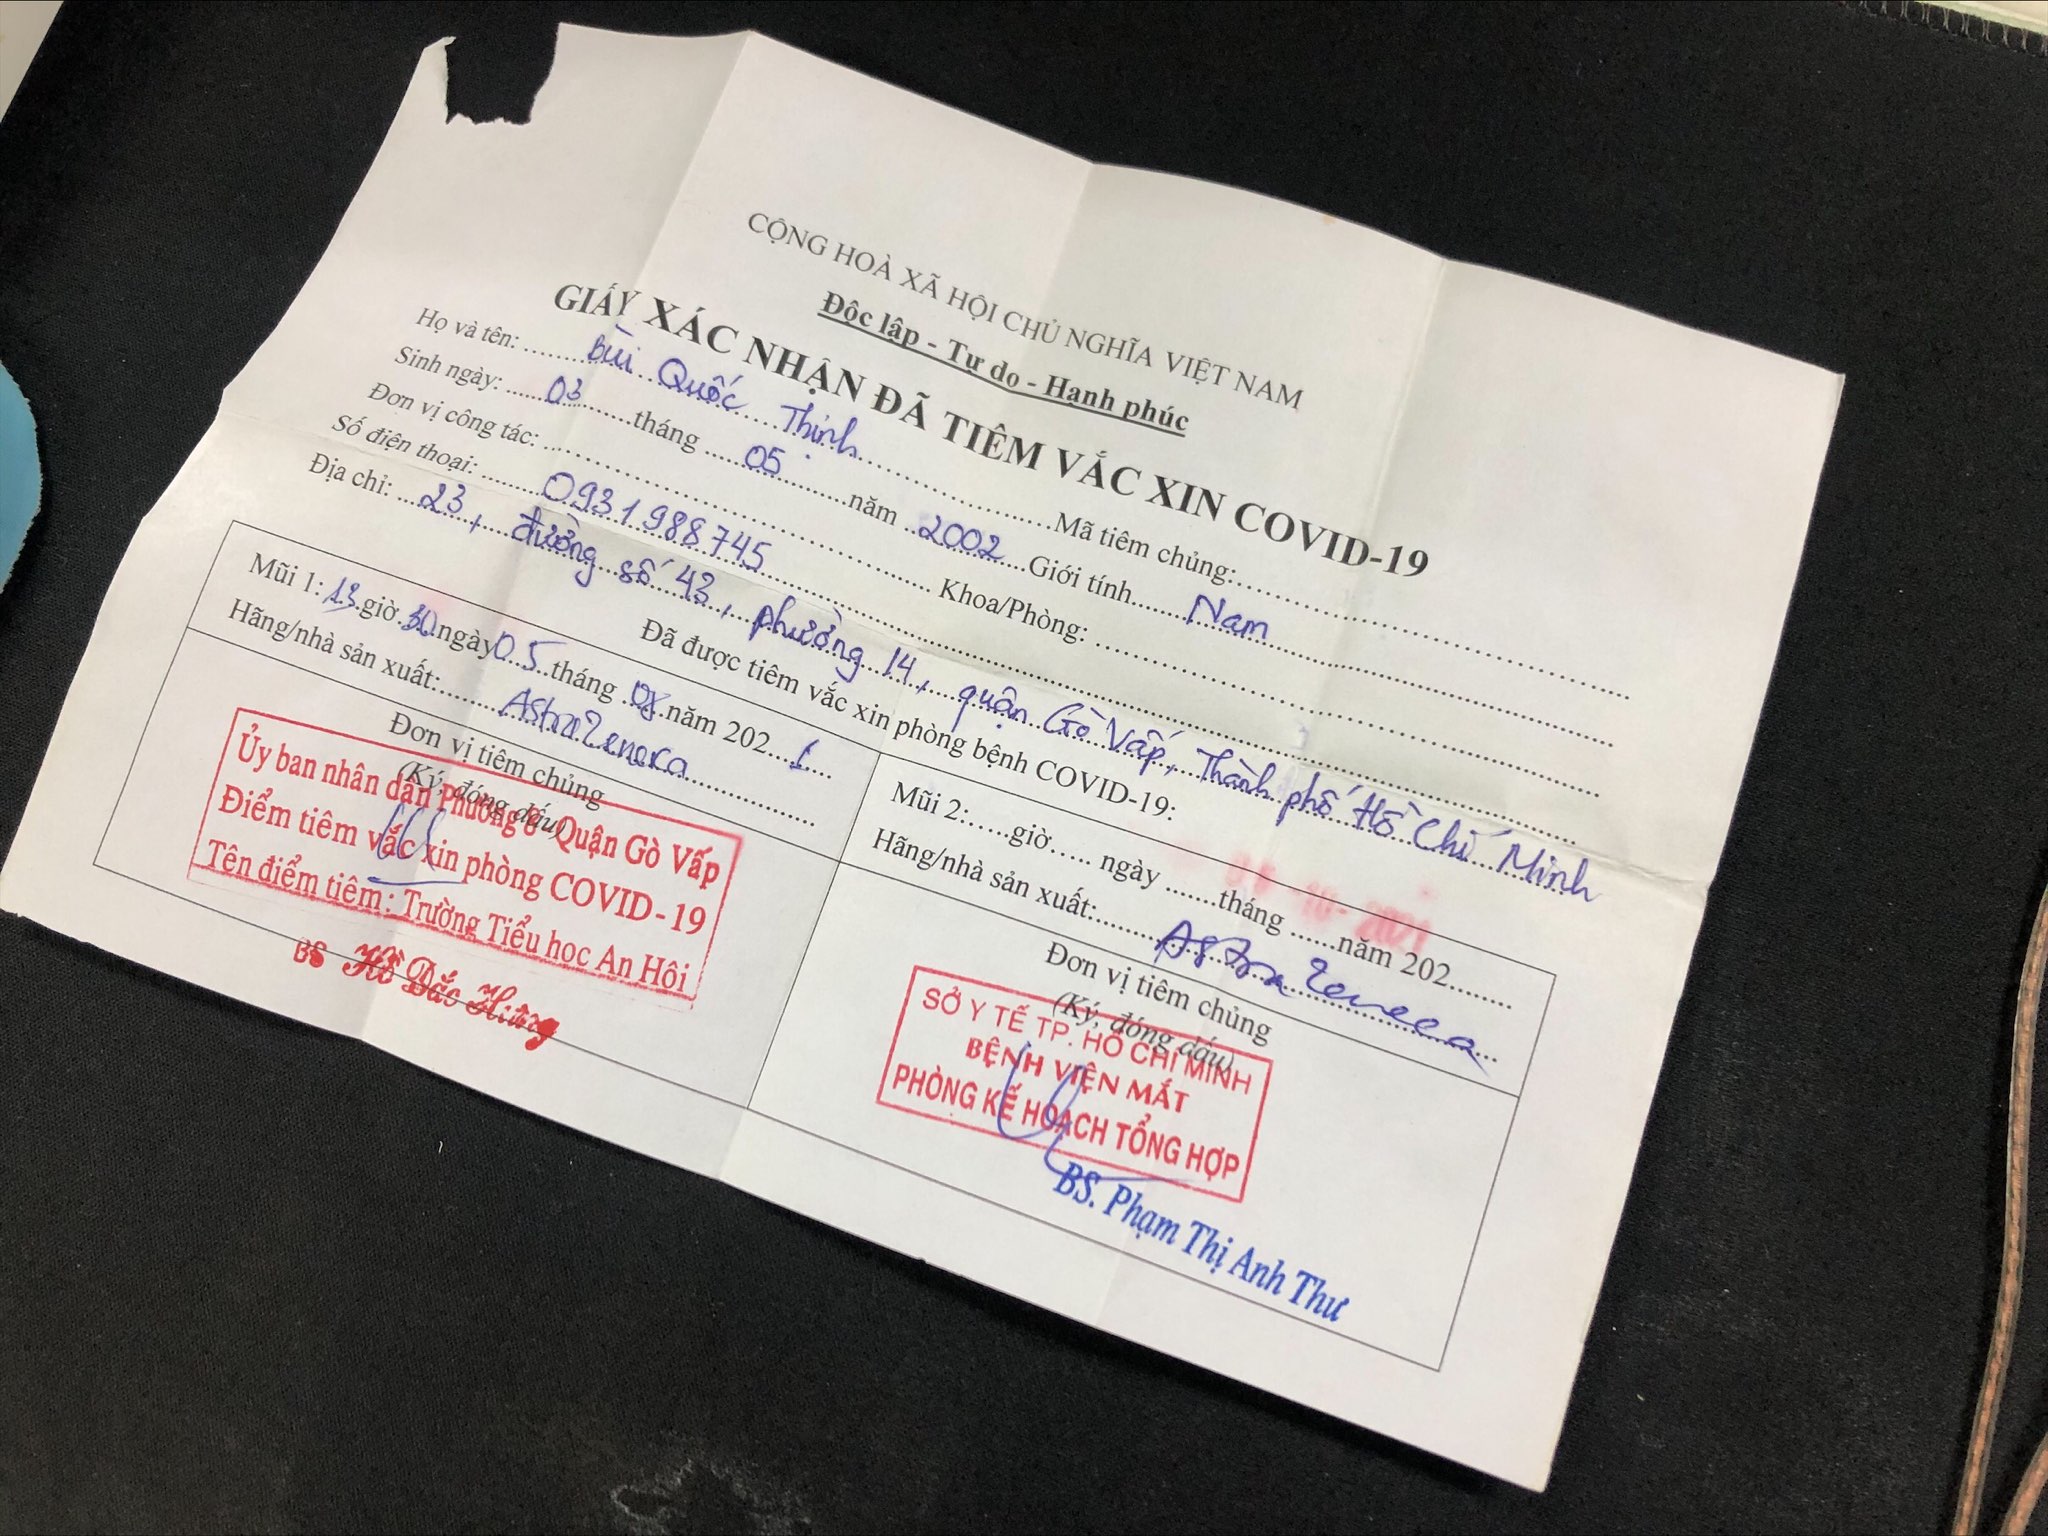 CỘNG HOÀ XÃ HỘI CHỦ NGHĨA VIỆT NAM
Độc lập - Tự do - Hạnh phúc
GIẤY XÁC NHẬN ĐÃ TIÊM VẮC XIN COVID-19
Họ và tên: Bùi Quốc Thịnh Mã tiêm chủng:
Sinh ngày: 03 tháng 05 năm 2002 Giới tính Nam
Đơn vị công tác: Khoa/Phòng:
Số điện thoại: 0931988745
Địa chỉ: 23, đường số 43, phường 14, quận Gò Vấp, Thành phố Hồ Chí Minh
Đã được tiêm vắc xin phòng bệnh COVID-19:
Mũi 1: 13 giờ 30 ngày 05 tháng 08 năm 2021
Hãng/nhà sản xuất: AstraZeneca
Đơn vị tiêm chủng
(Ký, đóng dấu)
Ủy ban nhân dân Phường 8 Quận Gò Vấp
Điểm tiêm vắc xin phòng COVID-19
Tên điểm tiêm: Trường Tiểu học An Hội
BS Hồ Đắc Hưng
Mũi 2: giờ ngày tháng năm 202
10-2021
Hãng/nhà sản xuất: AstraZeneca
Đơn vị tiêm chủng
(Ký, đóng dấu)
SỞ Y TẾ TP. HỒ CHÍ MINH
BỆNH VIỆN MẮT
PHÒNG KẾ HOẠCH TỔNG HỢP
BS. Phạm Thị Anh Thư